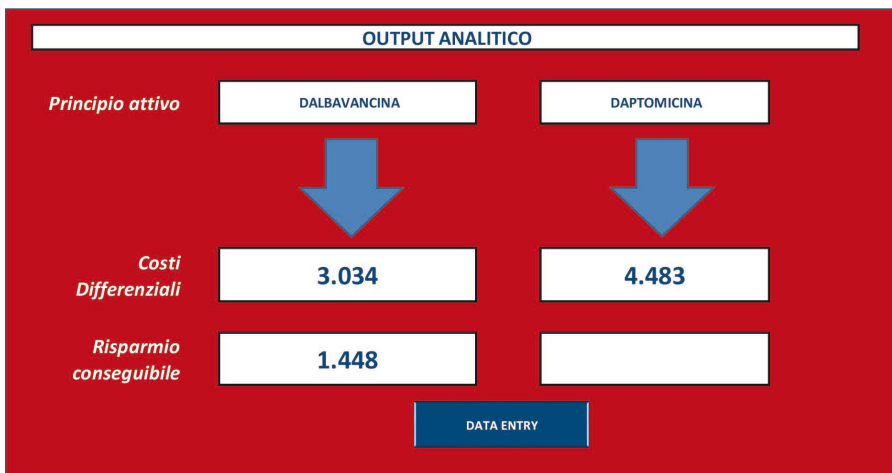 OUTPUT ANALITICO
Principio attivo
DALBAVANCINA
DAPTOMICINA
Costi
Differenziali
3.034
4.483
Risparmio
conseguibile
1.448
DATA ENTRY